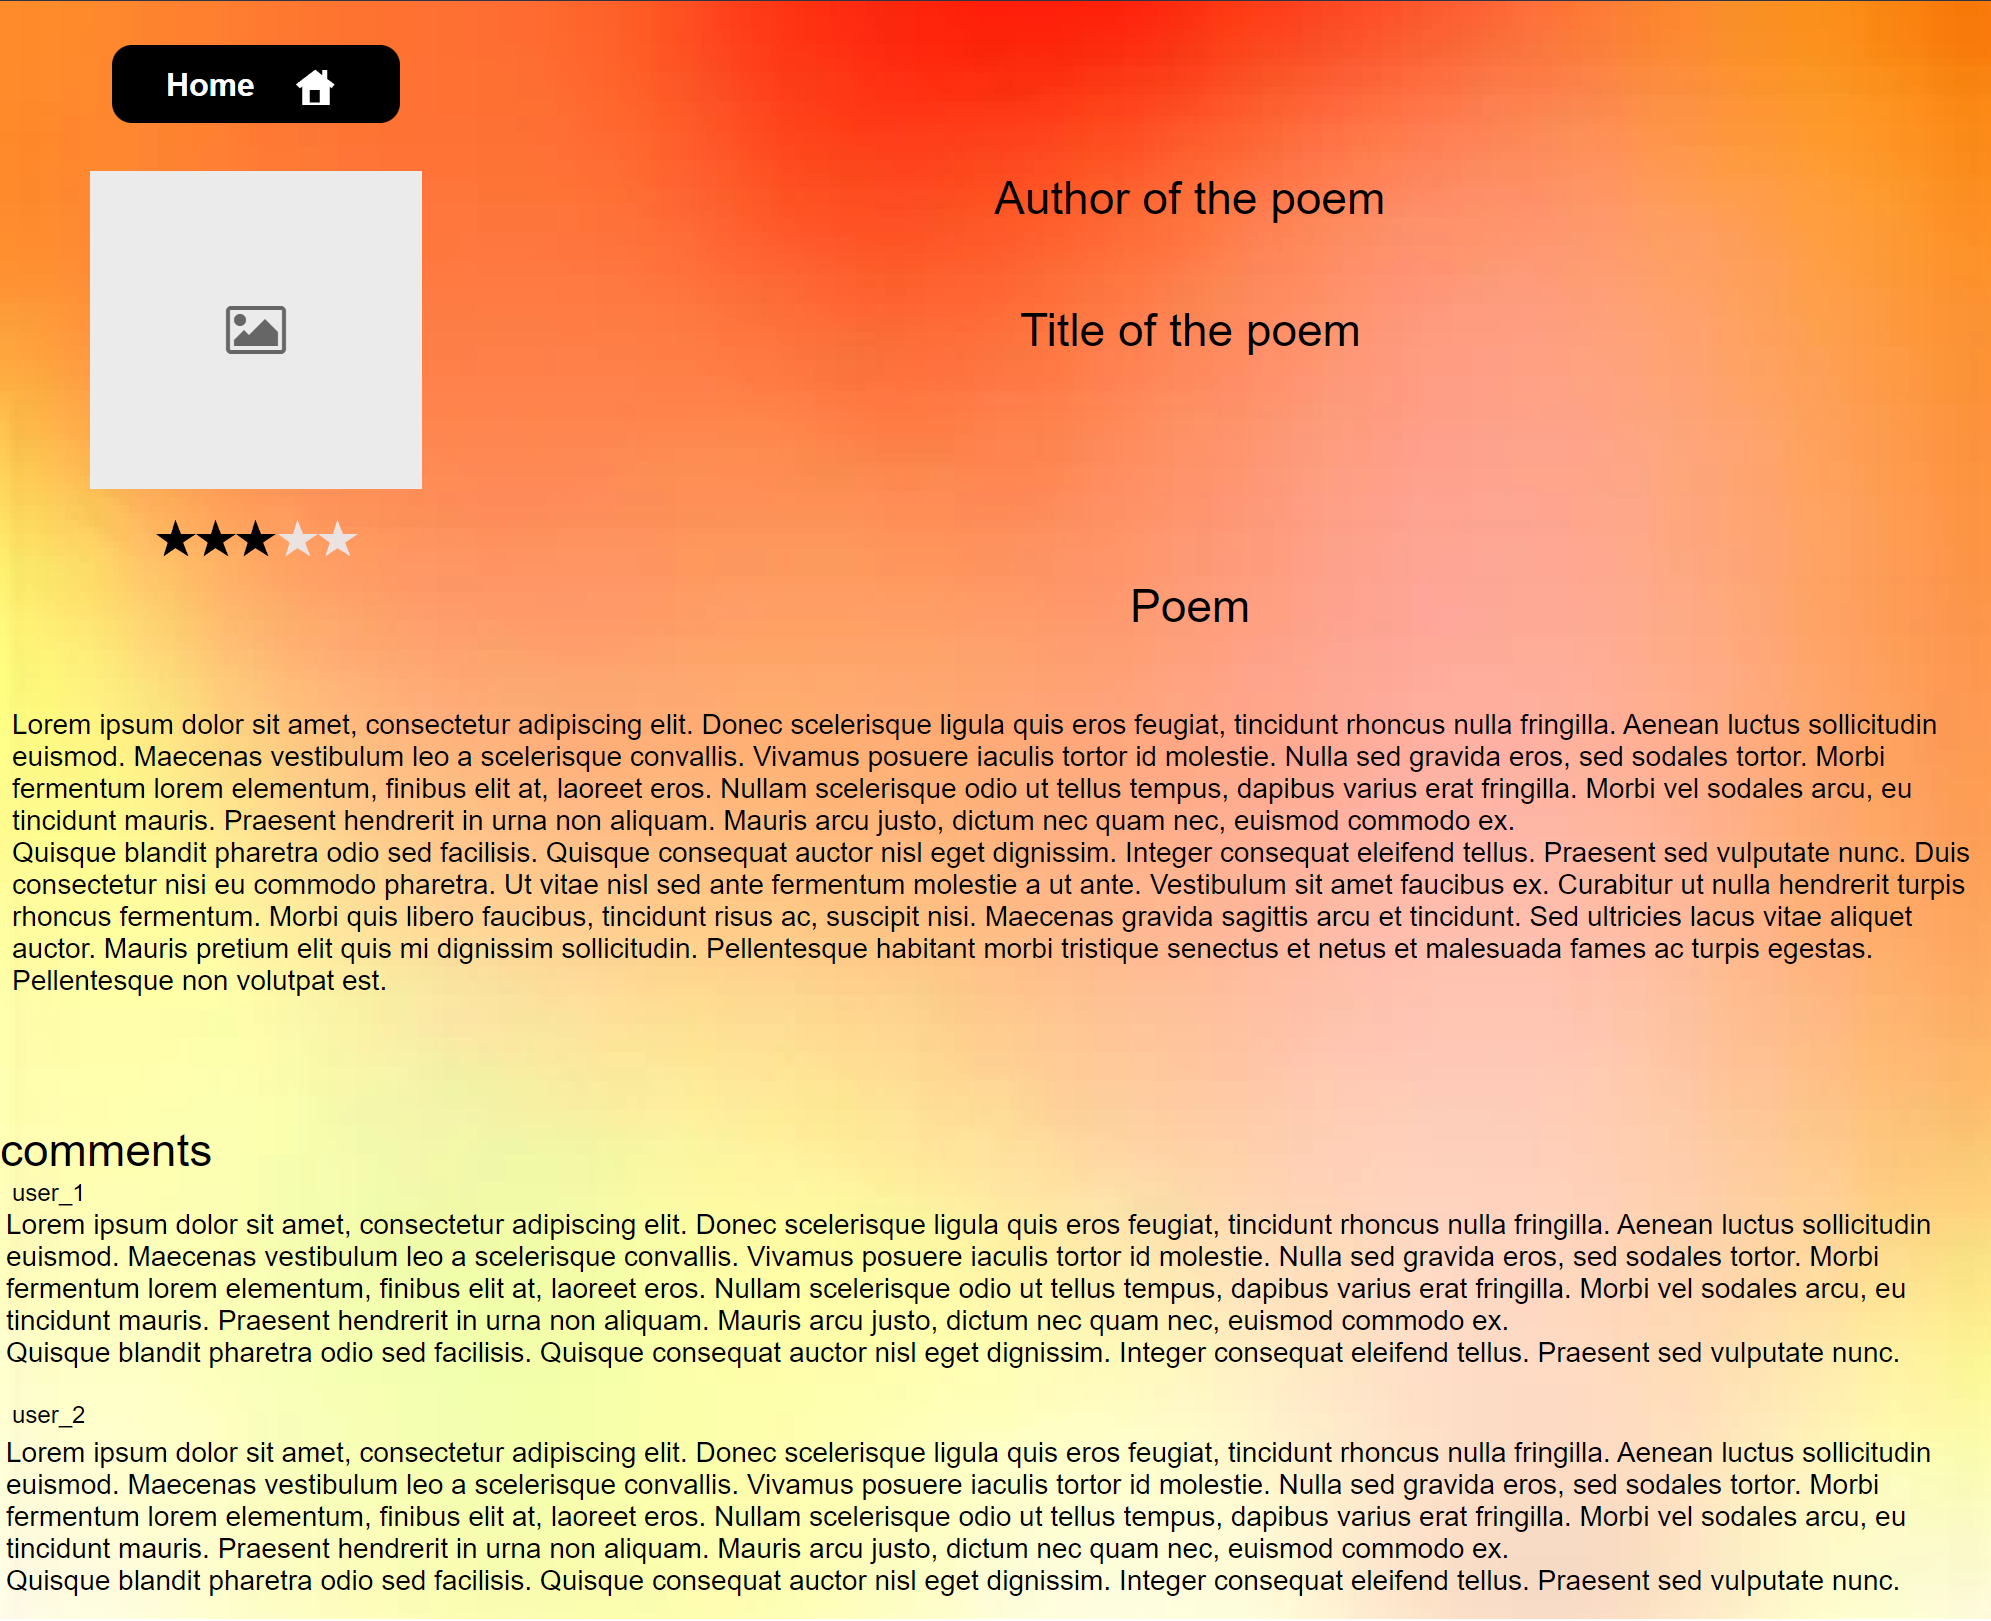 Home
Author of the poem
Title of the poem
Poem
Lorem ipsum dolor sit amet, consectetur adipiscing elit. Donec scelerisque ligula quis eros feugiat, tincidunt rhoncus nulla fringilla. Aenean luctus sollicitudin
euismod. Maecenas vestibulum leo a scelerisque convallis. Vivamus posuere iaculis tortor id molestie. Nulla sed gravida eros, sed sodales tortor. Morbi
fermentum lorem elementum, finibus elit at, laoreet eros. Nullam scelerisque odio ut tellus tempus, dapibus varius erat fringilla. Morbi vel sodales arcu, eu
tincidunt mauris. Praesent hendrerit in urna non aliquam. Mauris arcu justo, dictum nec quam nec, euismod commodo ex.
Quisque blandit pharetra odio sed facilisis. Quisque consequat auctor nisl eget dignissim. Integer consequat eleifend tellus. Praesent sed vulputate nunc. Duis
consectetur nisi eu commodo pharetra. Ut vitae nisl sed ante fermentum molestie a ut ante. Vestibulum sit amet faucibus ex. Curabitur ut nulla hendrerit turpis
rhoncus fermentum. Morbi quis libero faucibus, tincidunt risus ac, suscipit nisi. Maecenas gravida sagittis arcu et tincidunt. Sed ultricies lacus vitae aliquet
auctor. Mauris pretium elit quis mi dignissim sollicitudin. Pellentesque habitant morbi tristique senectus et netus et malesuada fames ac turpis egestas.
Pellentesque non volutpat est.
comments
user_1
Lorem ipsum dolor sit amet, consectetur adipiscing elit. Donec scelerisque ligula quis eros feugiat, tincidunt rhoncus nulla fringilla. Aenean luctus sollicitudin
euismod. Maecenas vestibulum leo a scelerisque convallis. Vivamus posuere iaculis tortor id molestie. Nulla sed gravida eros, sed sodales tortor. Morbi
fermentum lorem elementum, finibus elit at, laoreet eros. Nullam scelerisque odio ut tellus tempus, dapibus varius erat fringilla. Morbi vel sodales arcu, eu
tincidunt mauris. Praesent hendrerit in urna non aliquam. Mauris arcu justo, dictum nec quam nec, euismod commodo ex.
Quisque blandit pharetra odio sed facilisis. Quisque consequat auctor nisl eget dignissim. Integer consequat eleifend tellus. Praesent sed vulputate nunc.
user_2
Lorem ipsum dolor sit amet, consectetur adipiscing elit. Donec scelerisque ligula quis eros feugiat, tincidunt rhoncus nulla fringilla. Aenean luctus sollicitudin
euismod. Maecenas vestibulum leo a scelerisque convallis. Vivamus posuere iaculis tortor id molestie. Nulla sed gravida eros, sed sodales tortor. Morbi
fermentum lorem elementum, finibus elit at, laoreet eros. Nullam scelerisque odio ut tellus tempus, dapibus varius erat fringilla. Morbi vel sodales arcu, eu
tincidunt mauris. Praesent hendrerit in urna non aliquam. Mauris arcu justo, dictum nec quam nec, euismod commodo ex.
Quisque blandit pharetra odio sed facilisis. Quisque consequat auctor nisl eget dignissim. Integer consequat eleifend tellus. Praesent sed vulputate nunc.